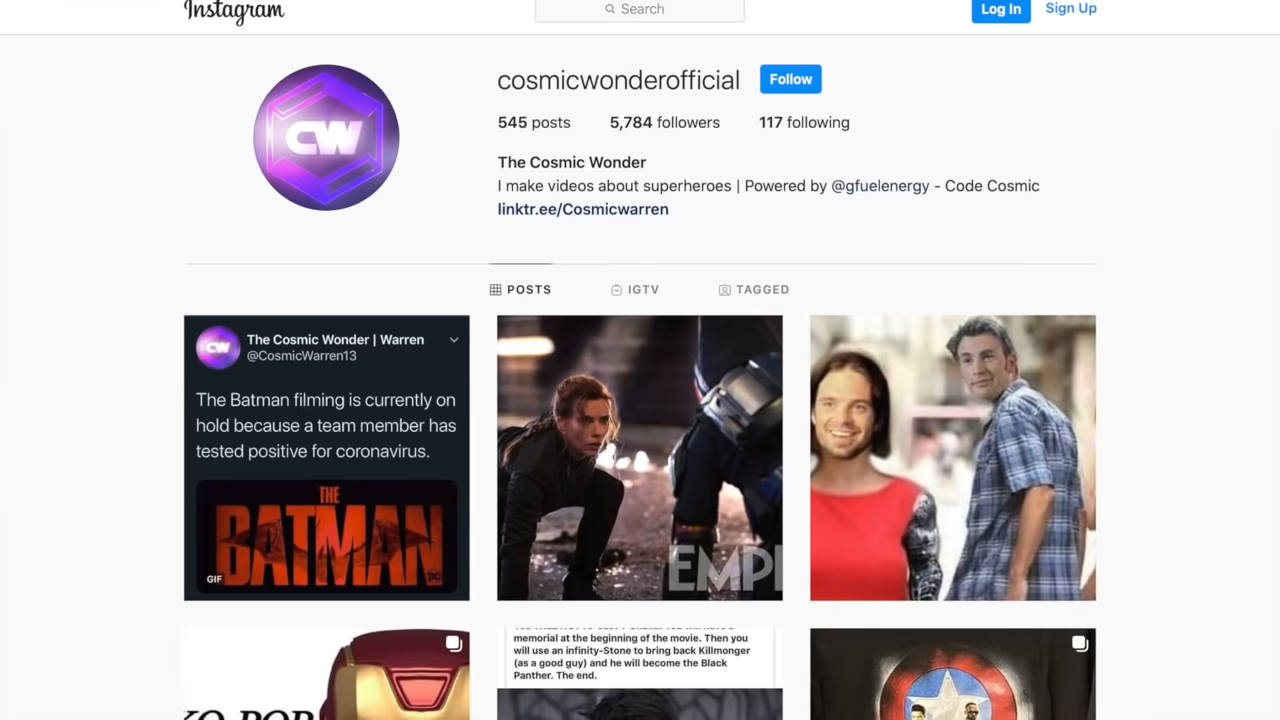 Instagram
Search
Log In
Sign Up
CW
cosmicwonderofficial
Follow
545 posts 5,784 followers 117 following
The Cosmic Wonder
I make videos about superheroes | Powered by @gfuelenergy - Code Cosmic
linktr.ee/Cosmicwarren
POSTS
IGTV
TAGGED
CW
The Cosmic Wonder | Warren
@CosmicWarren13
The Batman filming is currently on
hold because a team member has
tested positive for coronavirus.
THE
BATMAN
GIF
DC
EMPI
memorial at the beginning of the movie. Then you
will use an infinity-Stone to bring back Killmonger
(as a good guy) and he will become the Black
Panther. The end.